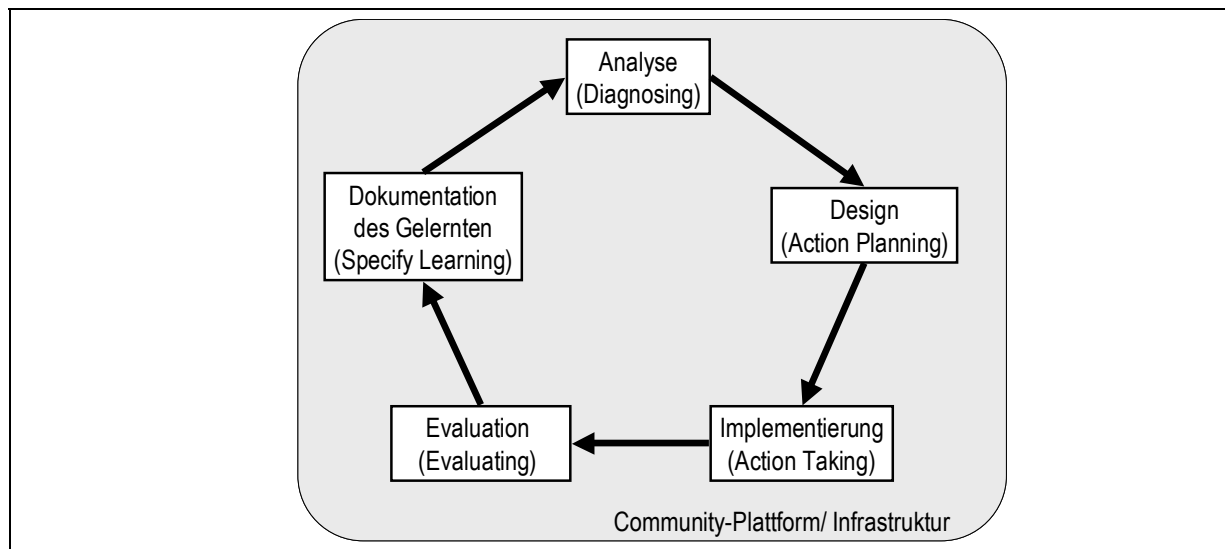 Analyse
(Diagnosing)
Dokumentation
des Gelernten
(Specify Learning)
Design
(Action Planning)
Evaluation
(Evaluating)
Implementierung
(Action Taking)
Community-Plattform/ Infrastruktur